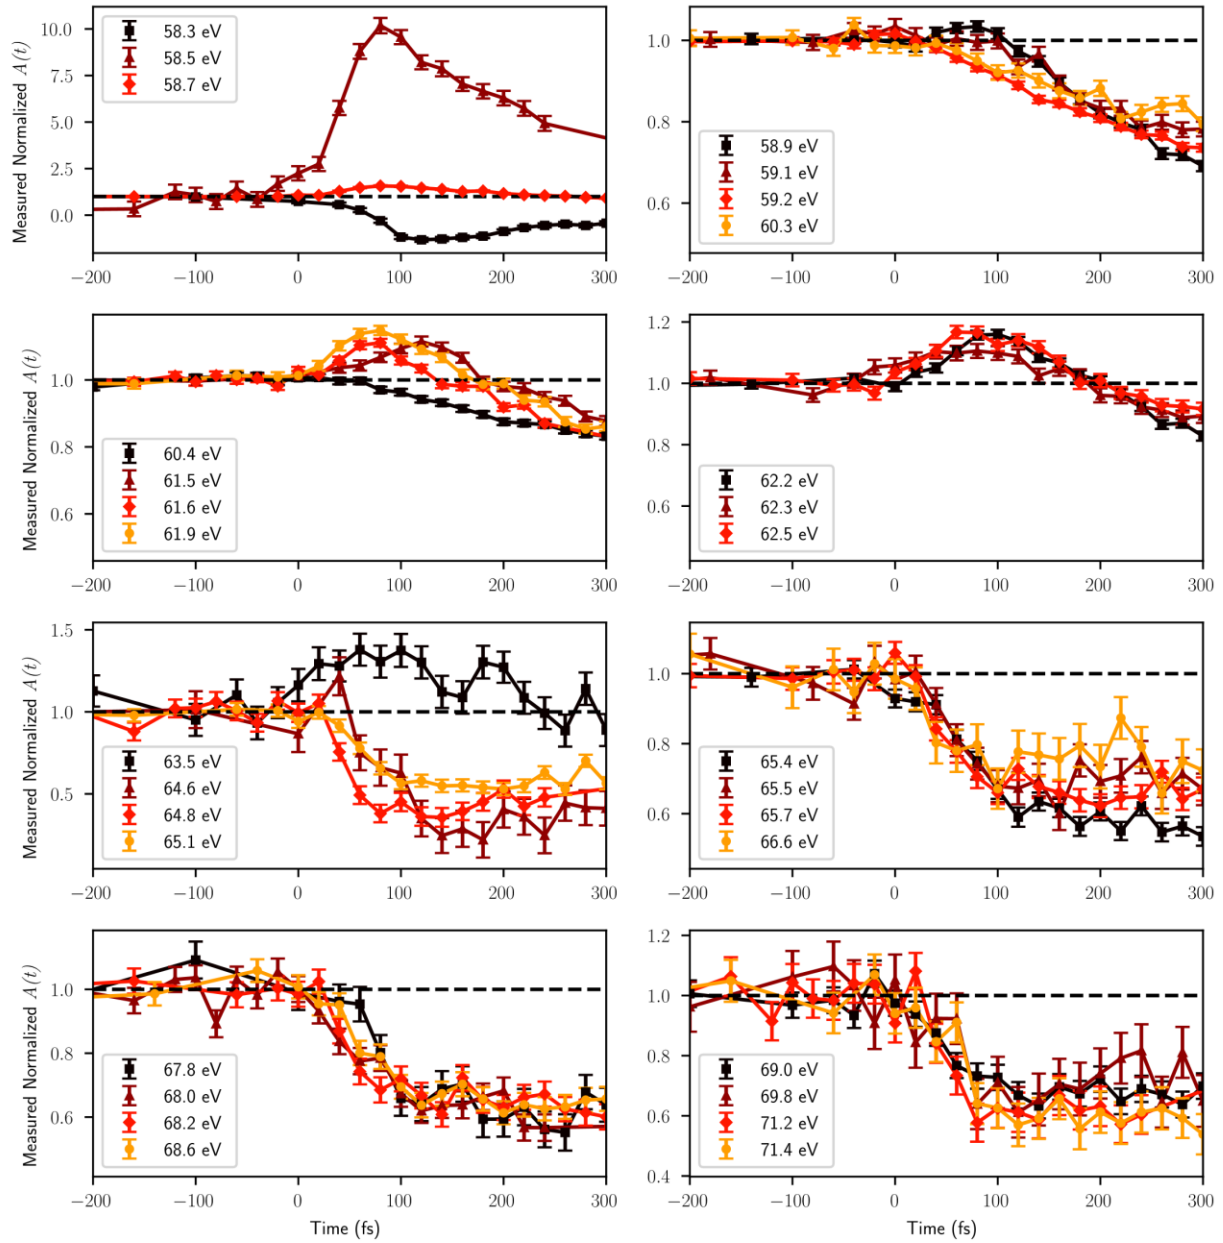 Measured Normalized A(t)
10.0
7.5
5.0
2.5
0.0
58.3 eV
58.5 eV
58.7 eV
−200
−100
0
100
200
300
1.0
0.8
0.6
58.9 eV
59.1 eV
59.2 eV
60.3 eV
−200
−100
0
100
200
300
Measured Normalized A(t)
1.0
0.8
0.6
60.4 eV
61.5 eV
61.6 eV
61.9 eV
−200
−100
0
100
200
300
1.2
1.0
0.8
0.6
62.2 eV
62.3 eV
62.5 eV
−200
−100
0
100
200
300
Measured Normalized A(t)
1.5
1.0
0.5
63.5 eV
64.6 eV
64.8 eV
65.1 eV
−200
−100
0
100
200
300
1.0
0.8
0.6
65.4 eV
65.5 eV
65.7 eV
66.6 eV
−200
−100
0
100
200
300
Measured Normalized A(t)
1.0
0.8
0.6
67.8 eV
68.0 eV
68.2 eV
68.6 eV
−200
−100
0
100
200
300
Time (fs)
1.2
1.0
0.8
0.6
0.4
69.0 eV
69.8 eV
71.2 eV
71.4 eV
−200
−100
0
100
200
300
Time (fs)